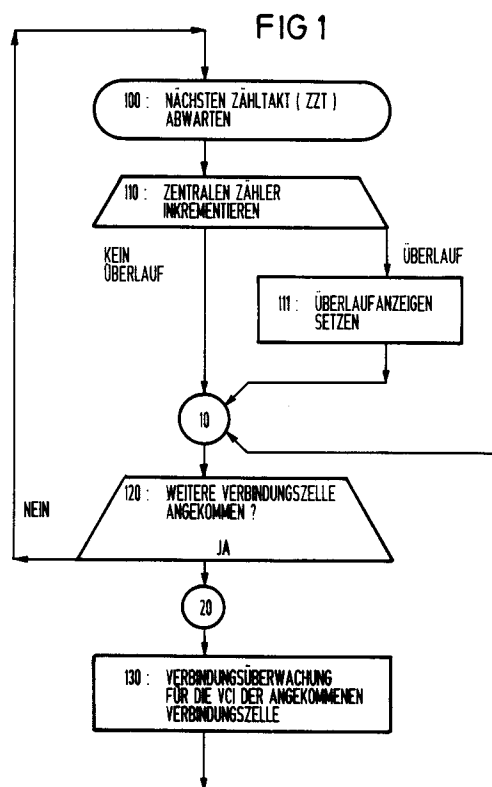 FIG 1
100 : NÄCHSTEN ZÄHLTAKT ( ZZT )
ABWARTEN
110 : ZENTRALEN ZÄHLER
INKREMENTIEREN
KEIN
ÜBERLAUF
ÜBERLAUF
111 : ÜBERLAUFANZEIGEN
SETZEN
10
120 : WEITERE VERBINDUNGSZELLE
ANGEKOMMEN ?
NEIN
JA
20
130 : VERBINDUNGSÜBERWACHUNG
FÜR DIE VCI DER ANGEKOMMENEN
VERBINDUNGSZELLE